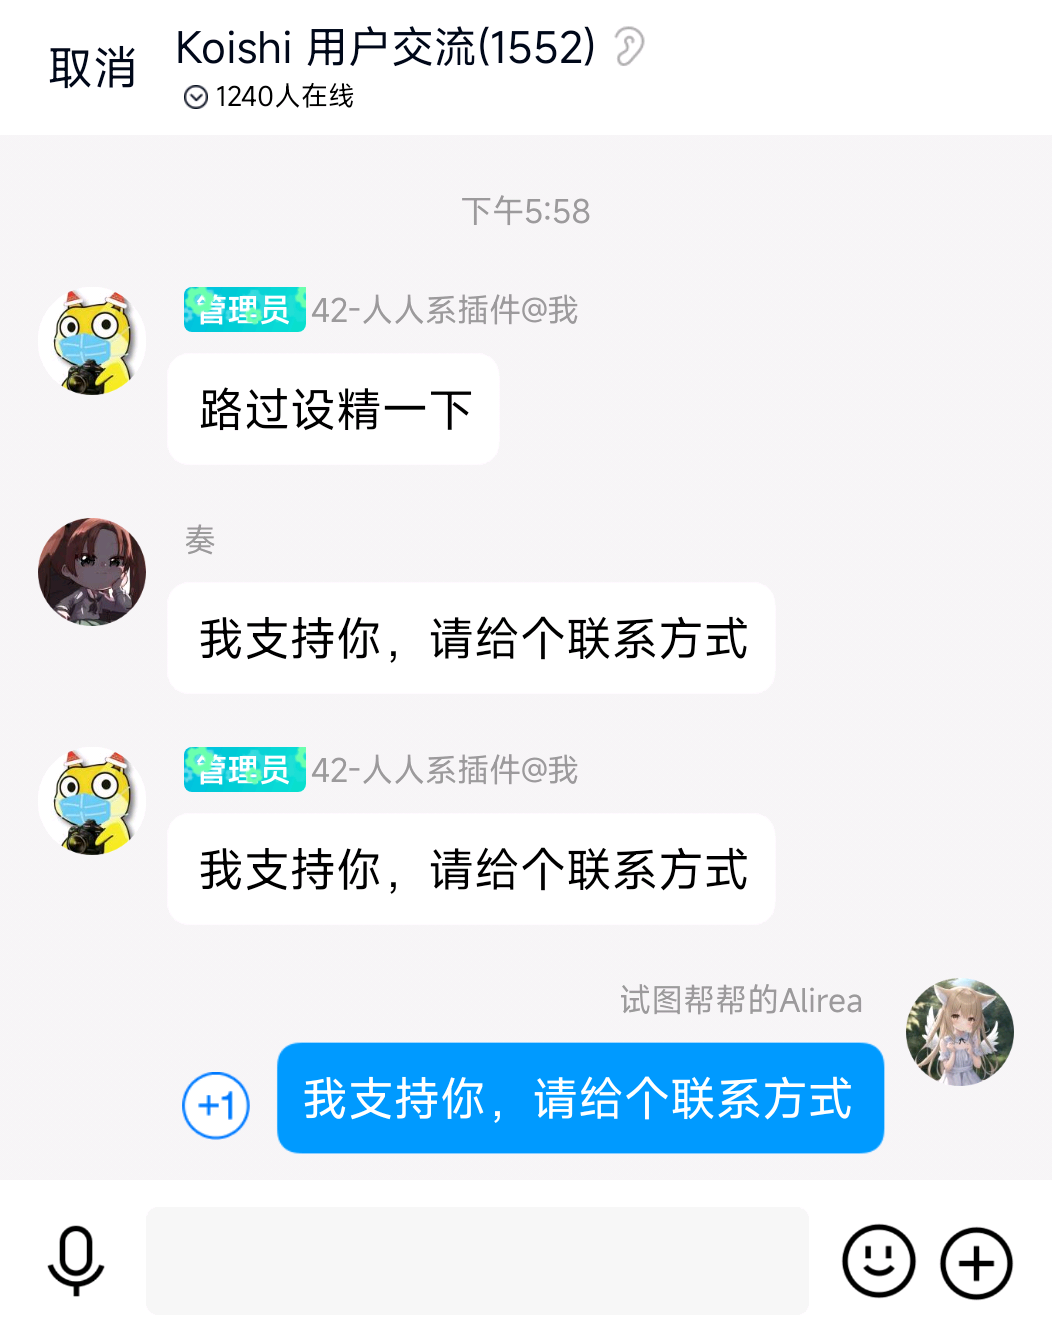 取消
Koishi 用户交流(1552)
1240人在线
下午5:58
管理员 42-人人系插件@我
路过设精一下
奏
我支持你，请给个联系方式
管理员 42-人人系插件@我
我支持你，请给个联系方式
试图帮帮的Alirea
+1
我支持你，请给个联系方式